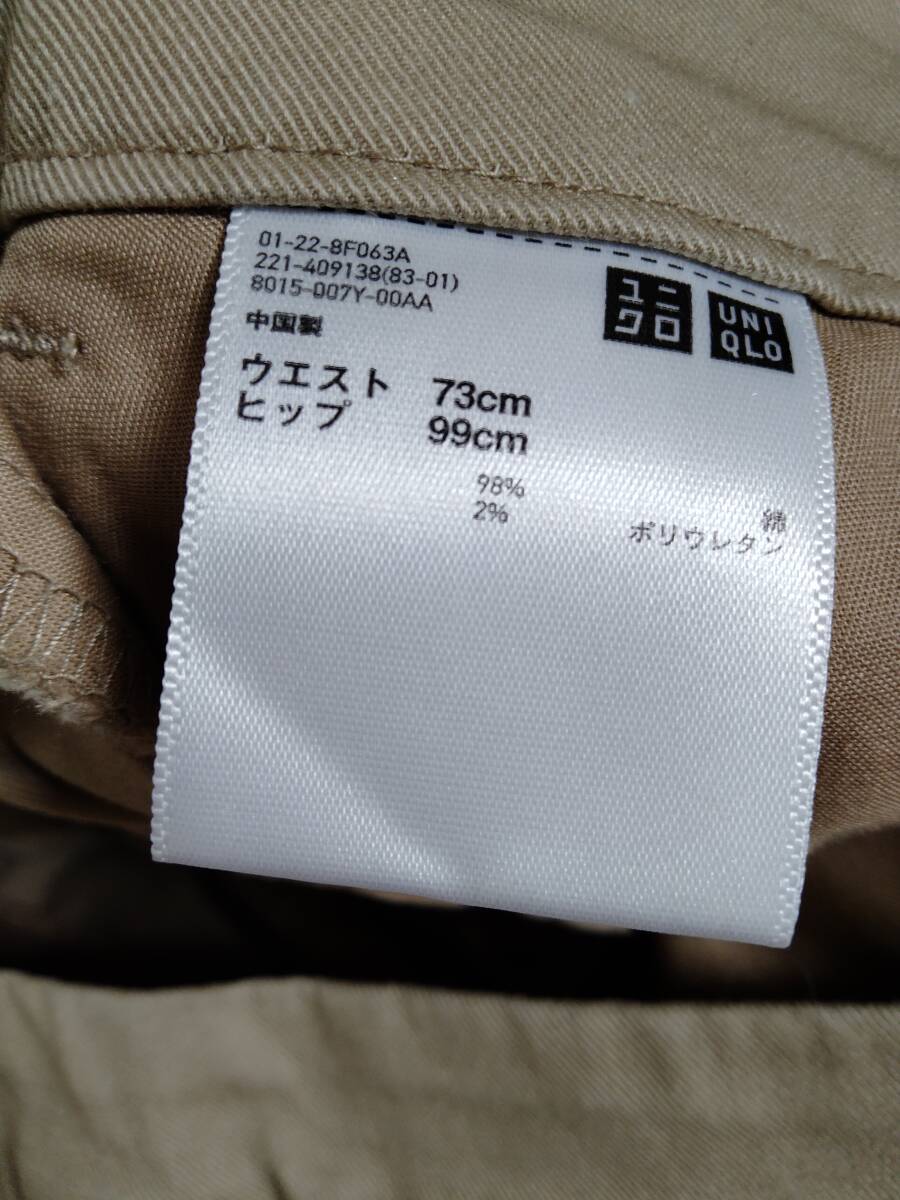 01-22-8F063A
221-409138(83-01)
8015-007Y-00AA
中国製
ユニ
クロ
UNI
QLO
ウエスト 73cm
ヒップ 99cm
98% 綿
2% ポリウレタン